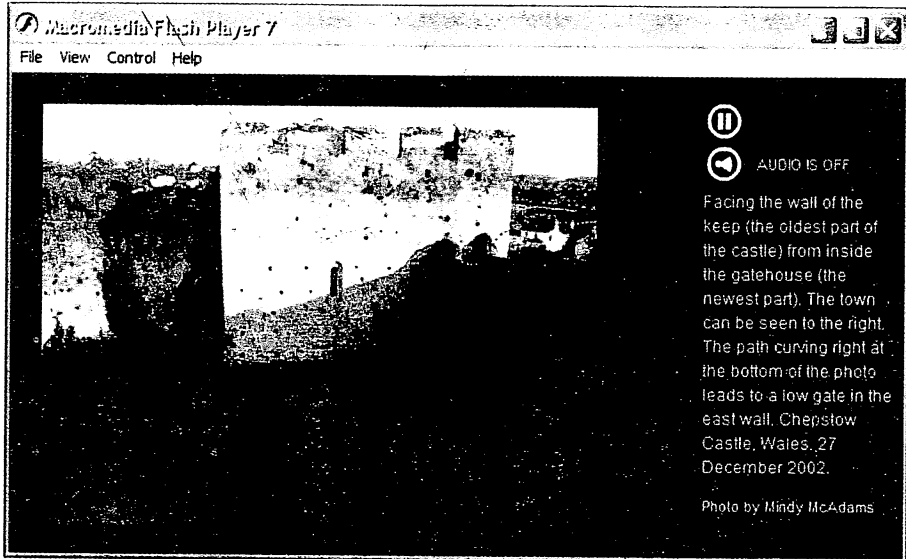 Macromedia Flash Player 7
File View Control Help
AUDIO IS OFF
Facing the wall of the
keep (the oldest part of
the castle) from inside
the gatehouse (the
newest part). The town
can be seen to the right.
The path curving right at
the bottom of the photo
leads to a low gate in the
east wall. Chepstow
Castle, Wales, 27
December 2002.
Photo by Mindy McAdams